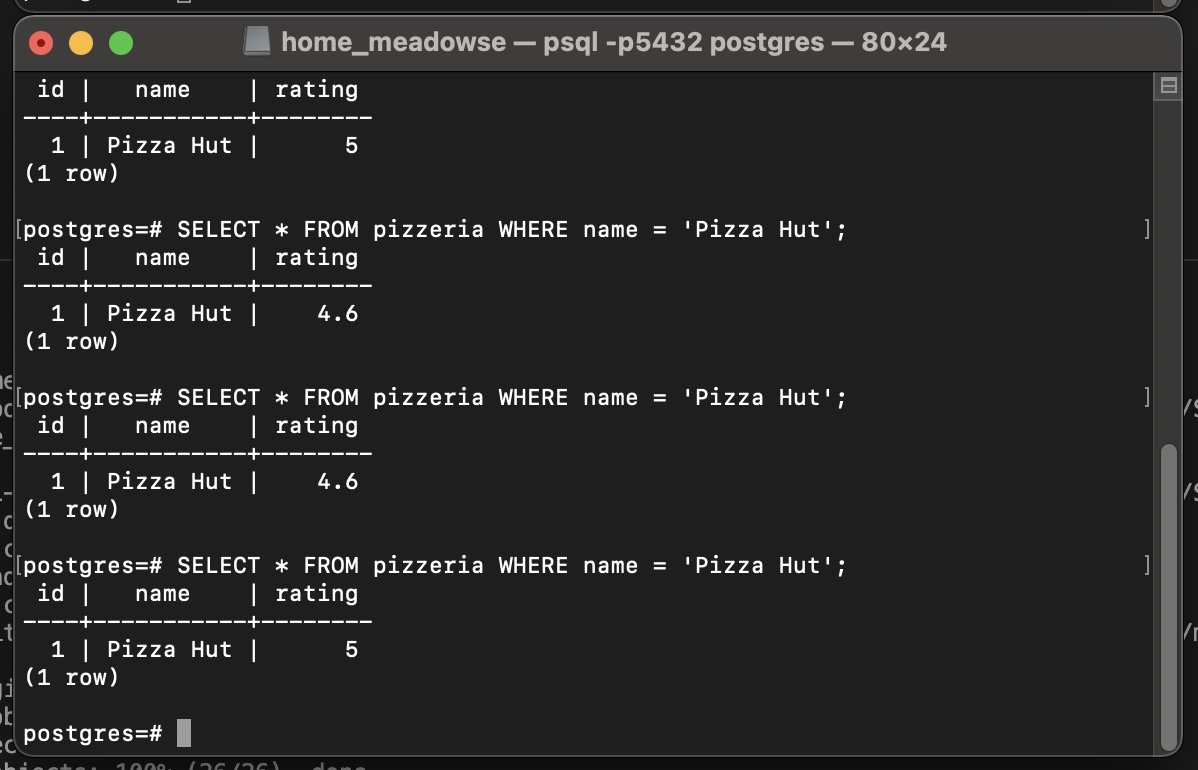 home_meadowse — psql -p5432 postgres — 80×24
 id |   name    | rating
----+-----------+--------
  1 | Pizza Hut |      5
(1 row)
[postgres=# SELECT * FROM pizzeria WHERE name = 'Pizza Hut'; ]
 id |   name    | rating
----+-----------+--------
  1 | Pizza Hut |    4.6
(1 row)
[postgres=# SELECT * FROM pizzeria WHERE name = 'Pizza Hut'; ]
 id |   name    | rating
----+-----------+--------
  1 | Pizza Hut |    4.6
(1 row)
[postgres=# SELECT * FROM pizzeria WHERE name = 'Pizza Hut'; ]
 id |   name    | rating
----+-----------+--------
  1 | Pizza Hut |      5
(1 row)
postgres=#